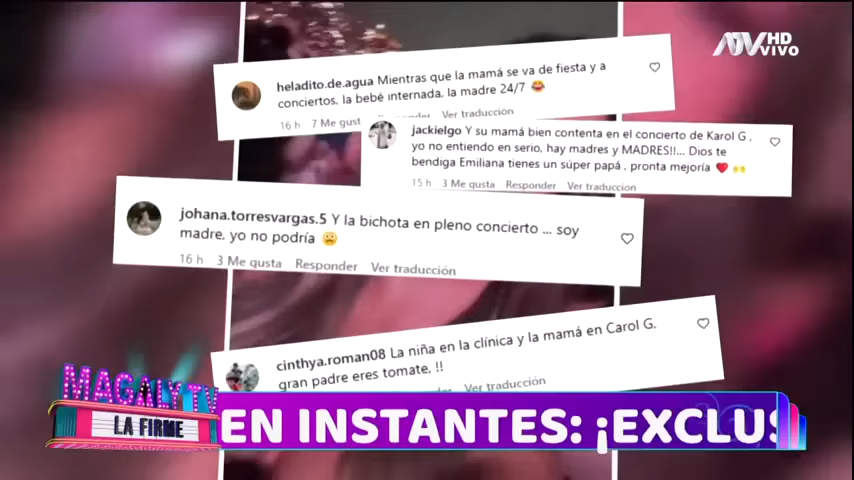 ATV HD
VIVO
heladito.de.agua Mientras que la mamá se va de fiesta y a
conciertos, la bebé internada, la madre 24/7 😂
16 h 7 Me gust Ver traducción
jackielgo Y su mamá bien contenta en el concierto de Karol G ,
yo no entiendo en serio, hay madres y MADRES!!... Dios te
bendiga Emiliana tienes un súper papá , pronta mejoría ❤️ 🙌
15 h 3 Me gusta Responder Ver traducción
johana.torresvargas.5 Y la bichota en pleno concierto ... soy
madre, yo no podría 😟
16 h 3 Me gusta Responder Ver traducción
cinthya.roman08 La niña en la clínica y la mamá en Carol G.
gran padre eres tomate, !!
Ver traducción
MAGALY TV
LA FIRME
EN INSTANTES: ¡EXCLUS